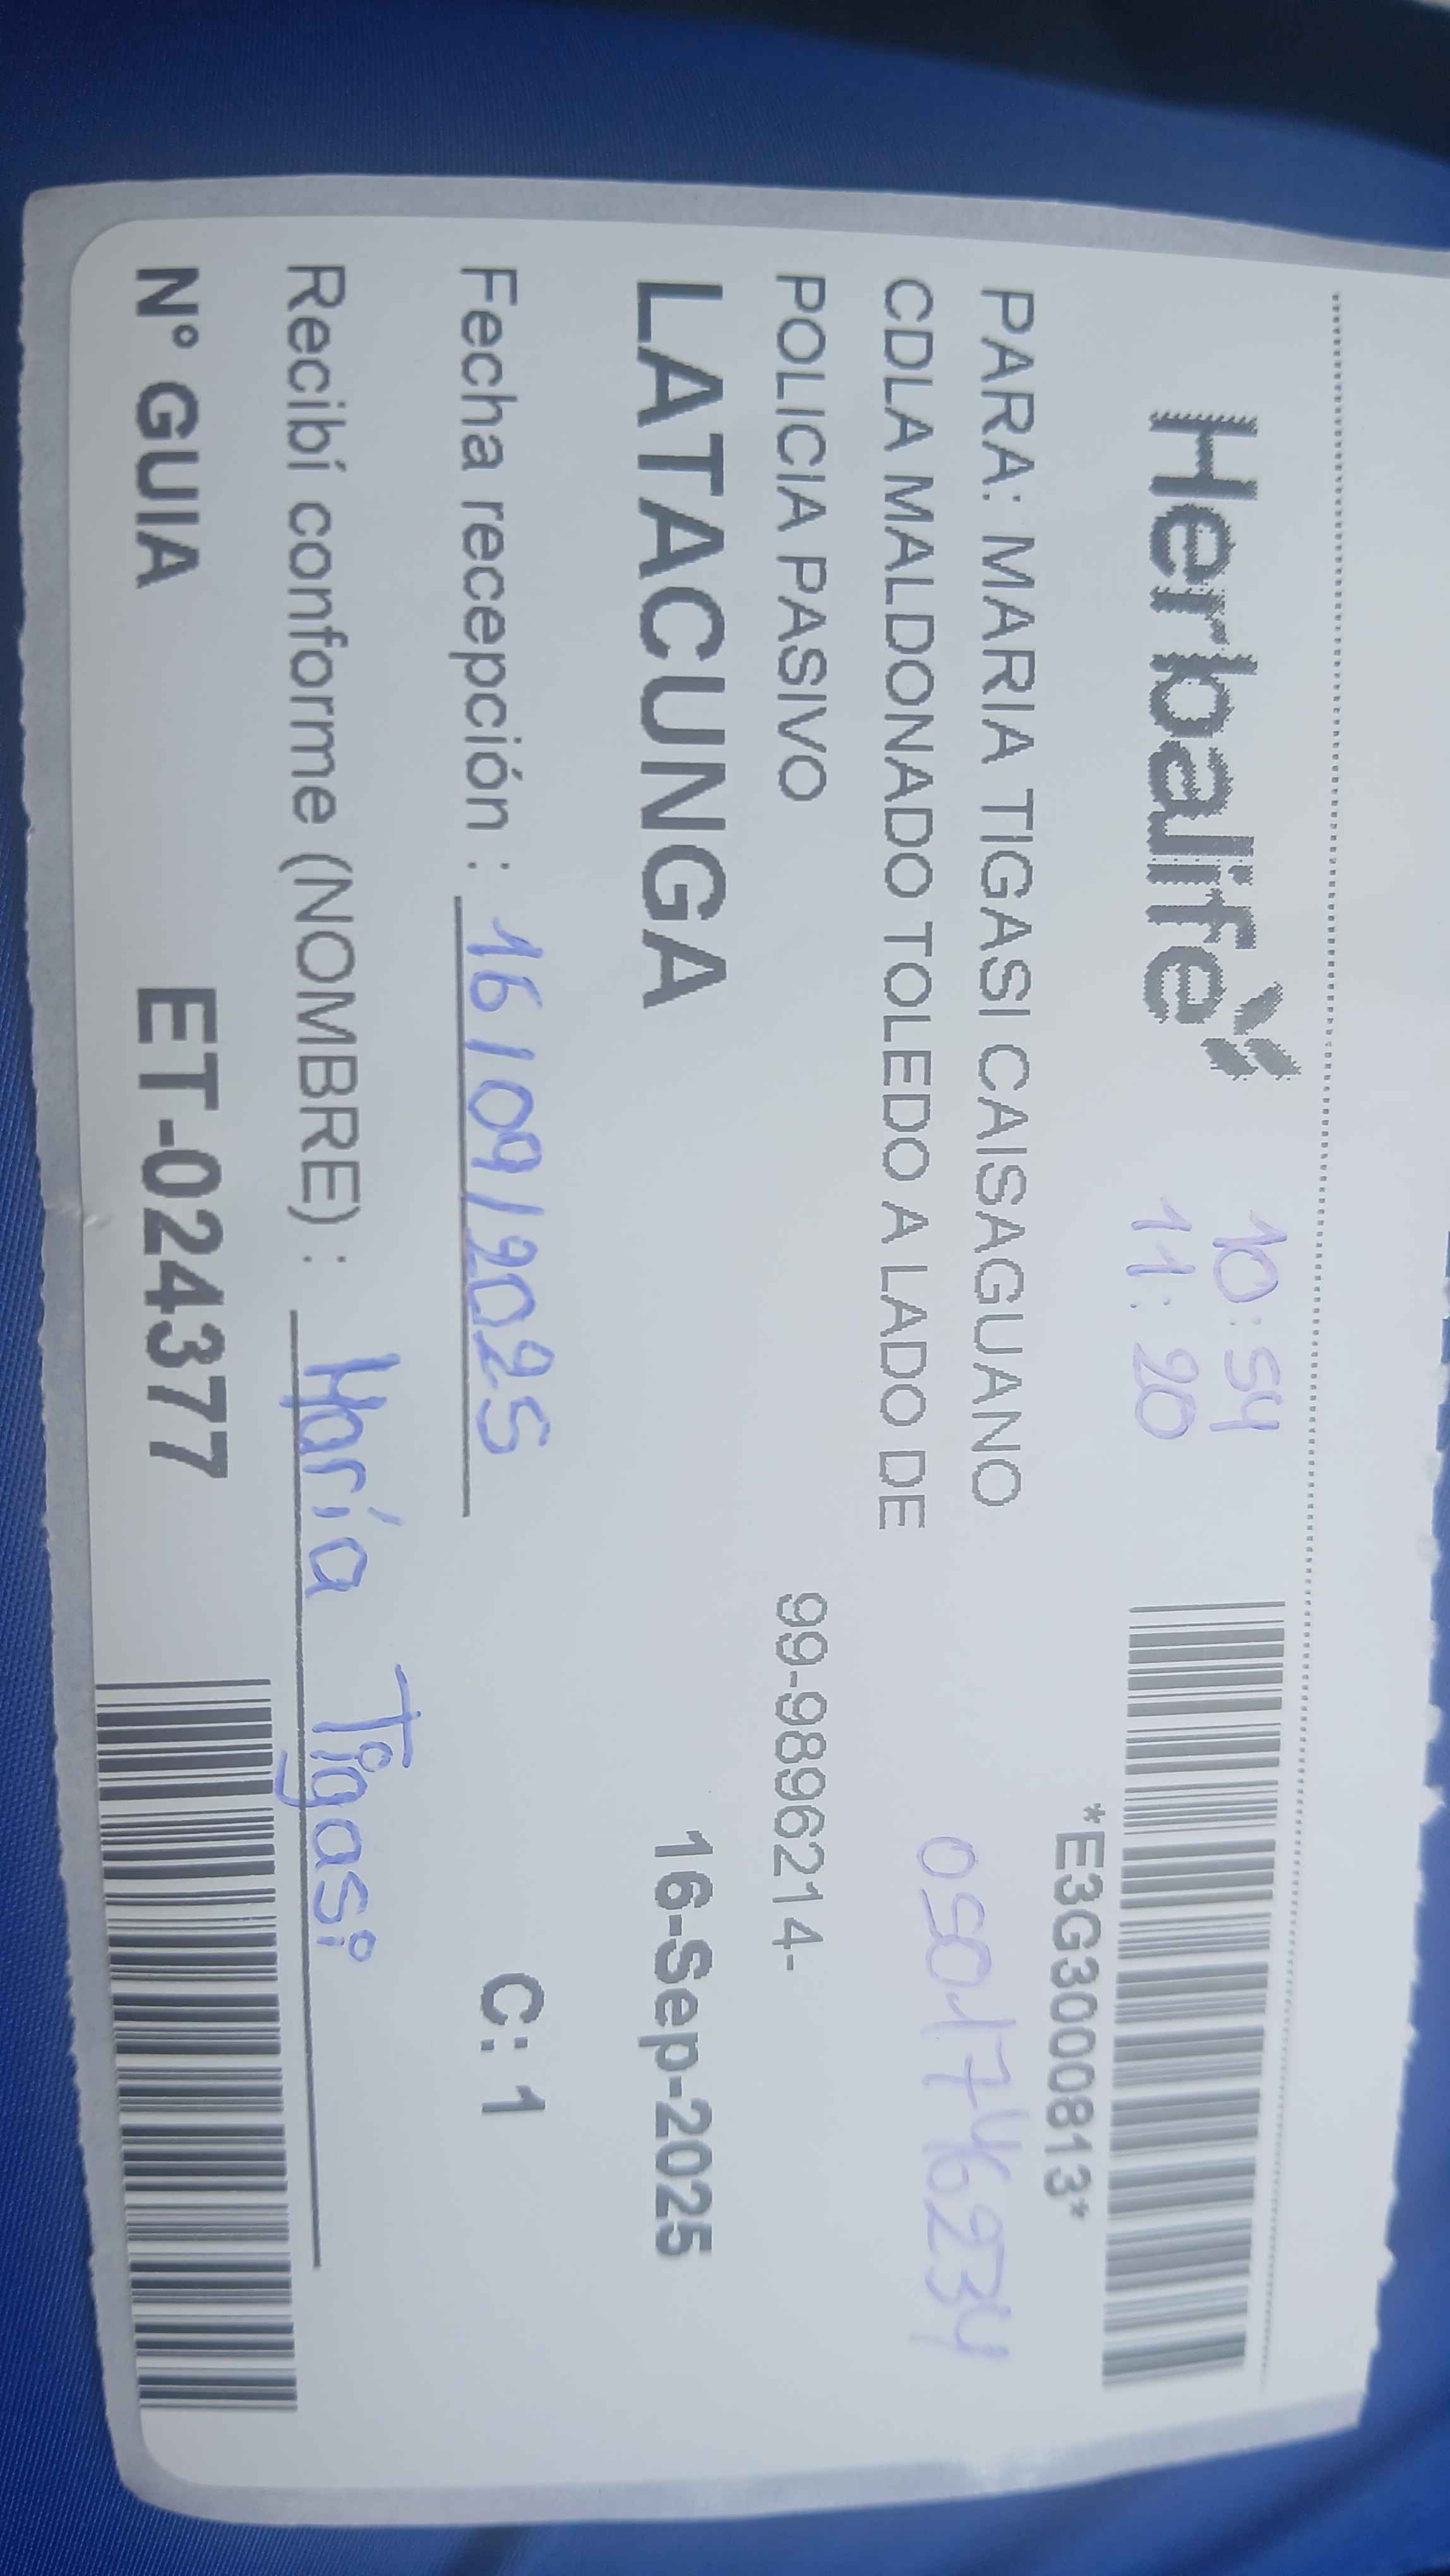 Herbalife
10:54
11:20
*E3G3000813*
PARA: MARIA TIGASI CAISAGUANO
CDLA MALDONADO TOLEDO A LADO DE
0501746234
POLICIA PASIVO
99-9896214-
LATACUNGA
16-Sep-2025
Fecha recepción : 16/09/2025
C: 1
Recibí conforme (NOMBRE) : María Tigasi
N° GUIA ET-024377